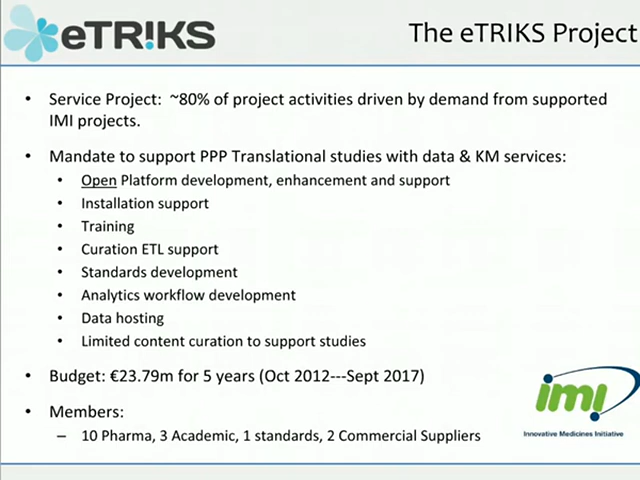 eTR!KS
The eTRIKS Project
• Service Project: ~80% of project activities driven by demand from supported
IMI projects.
• Mandate to support PPP Translational studies with data & KM services:
• Open Platform development, enhancement and support
• Installation support
• Training
• Curation ETL support
• Standards development
• Analytics workflow development
• Data hosting
• Limited content curation to support studies
• Budget: €23.79m for 5 years (Oct 2012---Sept 2017)
• Members:
– 10 Pharma, 3 Academic, 1 standards, 2 Commercial Suppliers
imi
Innovative Medicines Initiative